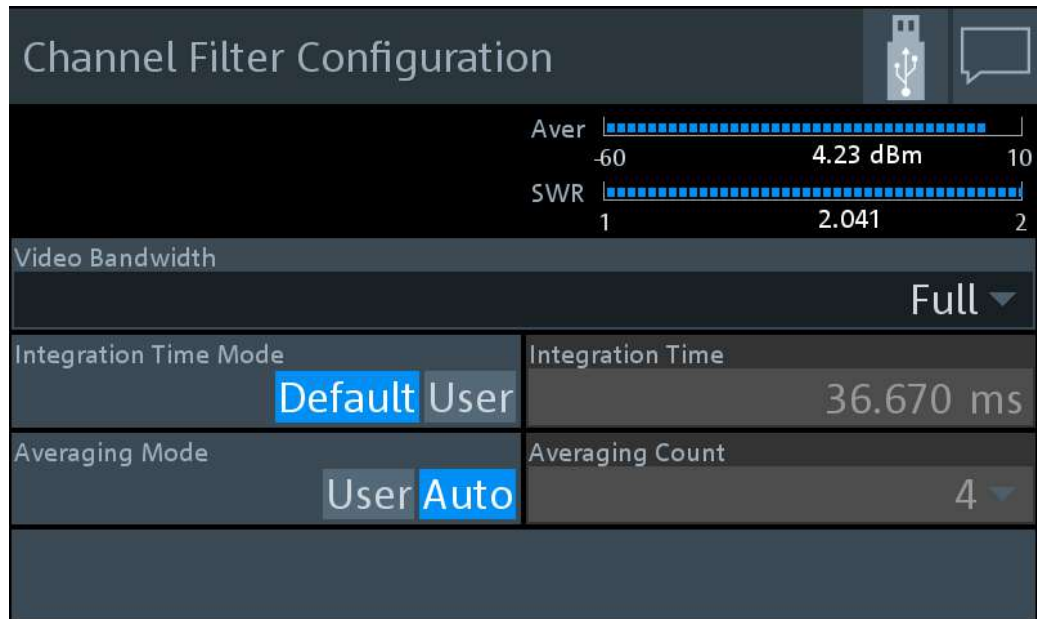 Channel Filter Configuration
Aver
-60 4.23 dBm 10
SWR
1 2.041 2
Video Bandwidth
Full
Integration Time Mode
Default User
Integration Time
36.670 ms
Averaging Mode
User Auto
Averaging Count
4